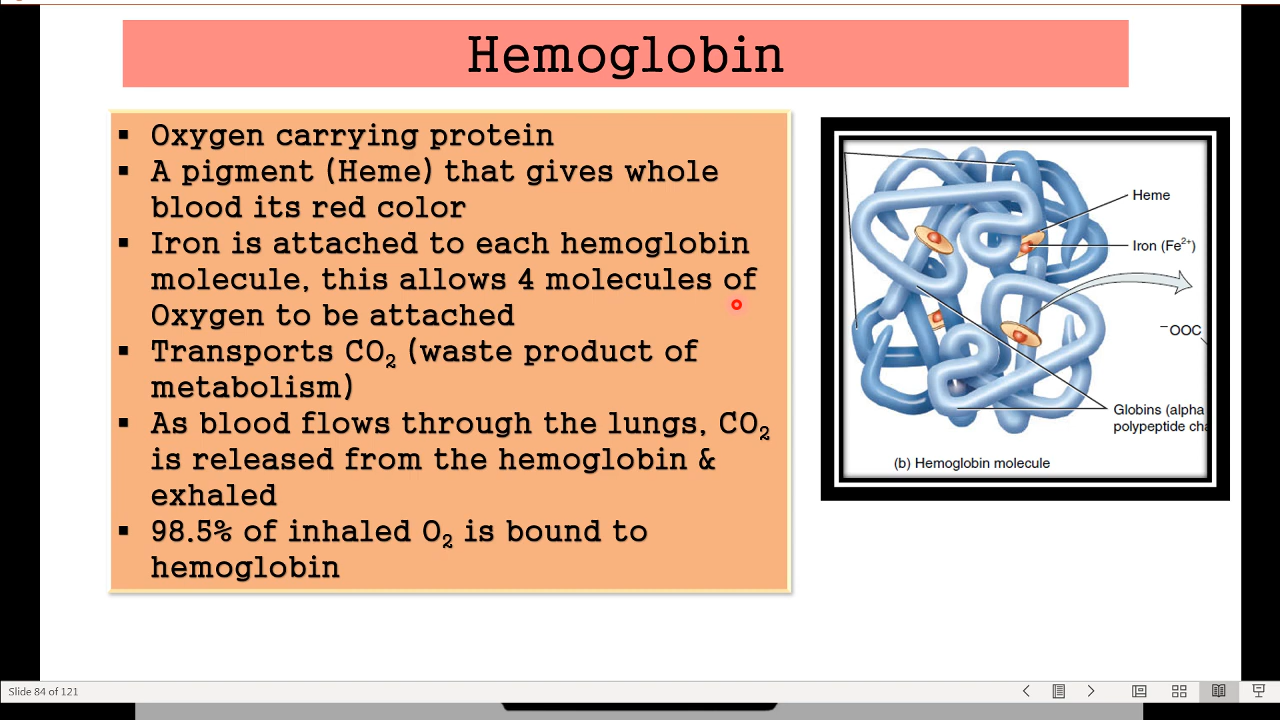 Hemoglobin
▪ Oxygen carrying protein
▪ A pigment (Heme) that gives whole
blood its red color
▪ Iron is attached to each hemoglobin
molecule, this allows 4 molecules of
Oxygen to be attached
▪ Transports CO₂ (waste product of
metabolism)
▪ As blood flows through the lungs, CO₂
is released from the hemoglobin &
exhaled
▪ 98.5% of inhaled O₂ is bound to
hemoglobin
Heme
Iron (Fe²⁺)
⁻OOC
Globins (alpha
polypeptide cha
(b) Hemoglobin molecule
Slide 84 of 121